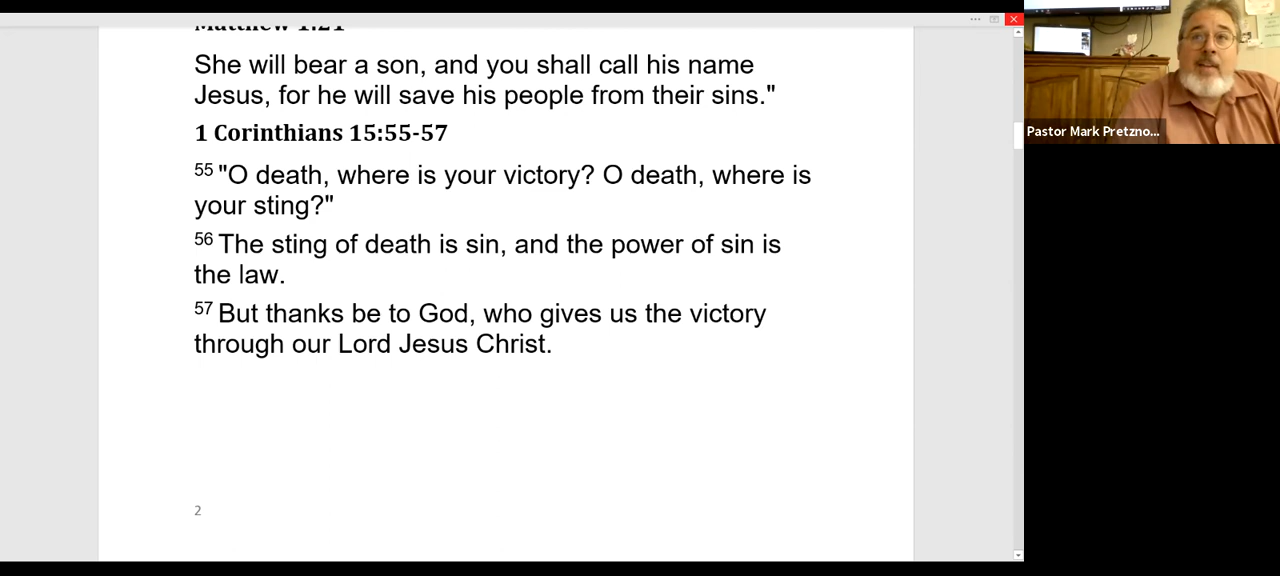 Matthew 1:21
She will bear a son, and you shall call his name
Jesus, for he will save his people from their sins."
1 Corinthians 15:55-57
55 "O death, where is your victory? O death, where is
your sting?"
56 The sting of death is sin, and the power of sin is
the law.
57 But thanks be to God, who gives us the victory
through our Lord Jesus Christ.
2
Pastor Mark Pretzno...